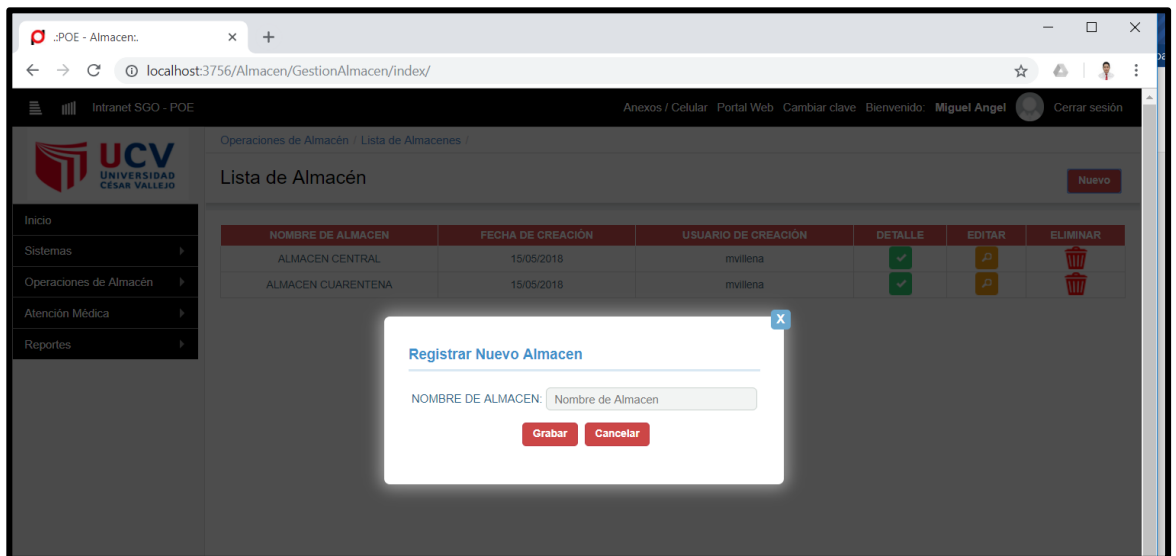 .:POE - Almacen:.
localhost:3756/Almacen/GestionAlmacen/index/
Intranet SGO - POE
Anexos / Celular Portal Web Cambiar clave Bienvenido: Miguel Angel Cerrar sesión
UCV
UNIVERSIDAD
CÉSAR VALLEJO
Operaciones de Almacén / Lista de Almacenes /
Lista de Almacén
Nuevo
Inicio
Sistemas
Operaciones de Almacén
Atención Médica
Reportes
NOMBRE DE ALMACEN FECHA DE CREACIÓN USUARIO DE CREACIÓN DETALLE EDITAR ELIMINAR
ALMACEN CENTRAL 15/05/2018 mvillena
ALMACEN CUARENTENA 15/05/2018 mvillena
X
Registrar Nuevo Almacen
NOMBRE DE ALMACEN: Nombre de Almacen
Grabar Cancelar